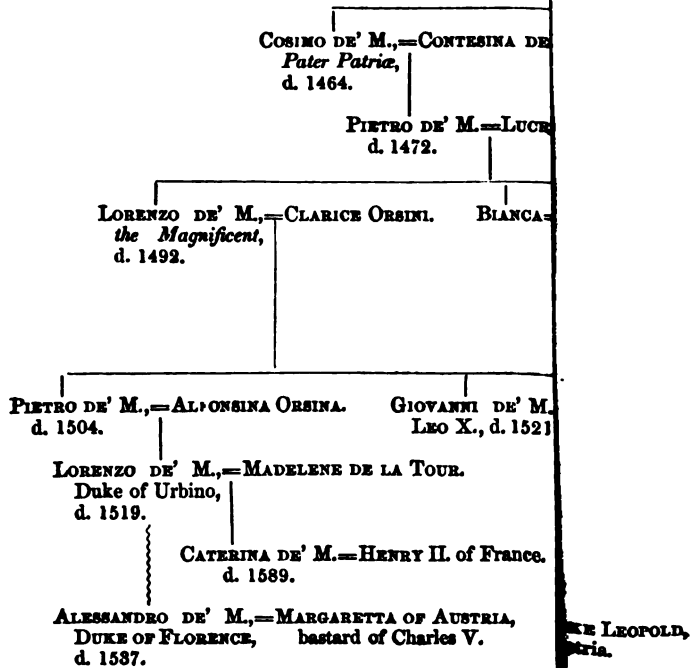 COSIMO DE' M.,=CONTESINA DE
Pater Patriæ,
d. 1464.
PIETRO DE' M.=LUCR
d. 1472.
LORENZO DE' M.,=CLARICE ORSINI. BIANCA=
the Magnificent,
d. 1492.
PIETRO DE' M.,=ALFONSINA ORSINA. GIOVANNI DE' M.
d. 1504. LEO X., d. 1521
LORENZO DE' M.,=MADELENE DE LA TOUR.
Duke of Urbino,
d. 1519.
CATERINA DE' M.=HENRY II. of France.
d. 1589.
ALESSANDRO DE' M.,=MARGARETTA OF AUSTRIA,
DUKE OF FLORENCE, bastard of Charles V.
d. 1537.
KE LEOPOLD,
tria.